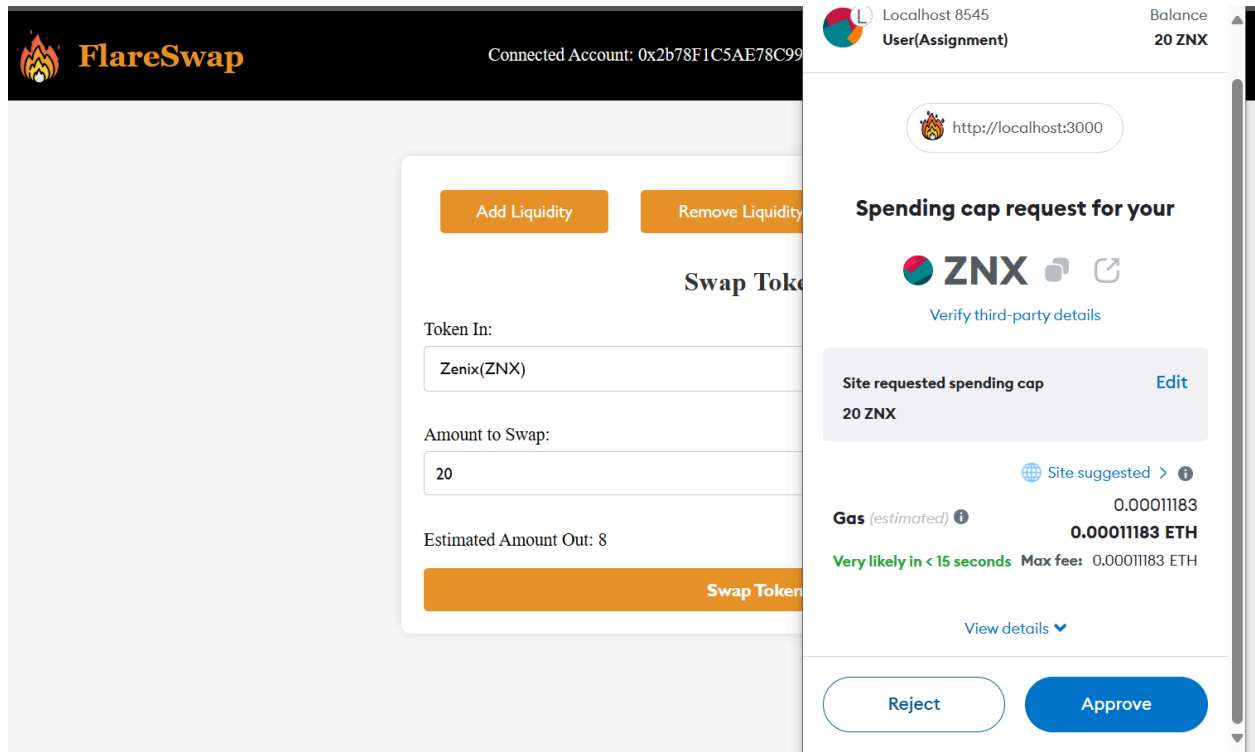 FlareSwap
Connected Account: 0x2b78F1C5AE78C99
Add Liquidity
Remove Liquidity
Swap Toke
Token In:
Zenix(ZNX)
Amount to Swap:
20
Estimated Amount Out: 8
Swap Token
L
Localhost 8545
Balance
User(Assignment)
20 ZNX
http://localhost:3000
Spending cap request for your
ZNX
Verify third-party details
Site requested spending cap
Edit
20 ZNX
Site suggested >
0.00011183
Gas (estimated)
0.00011183 ETH
Very likely in < 15 seconds Max fee: 0.00011183 ETH
View details
Reject
Approve